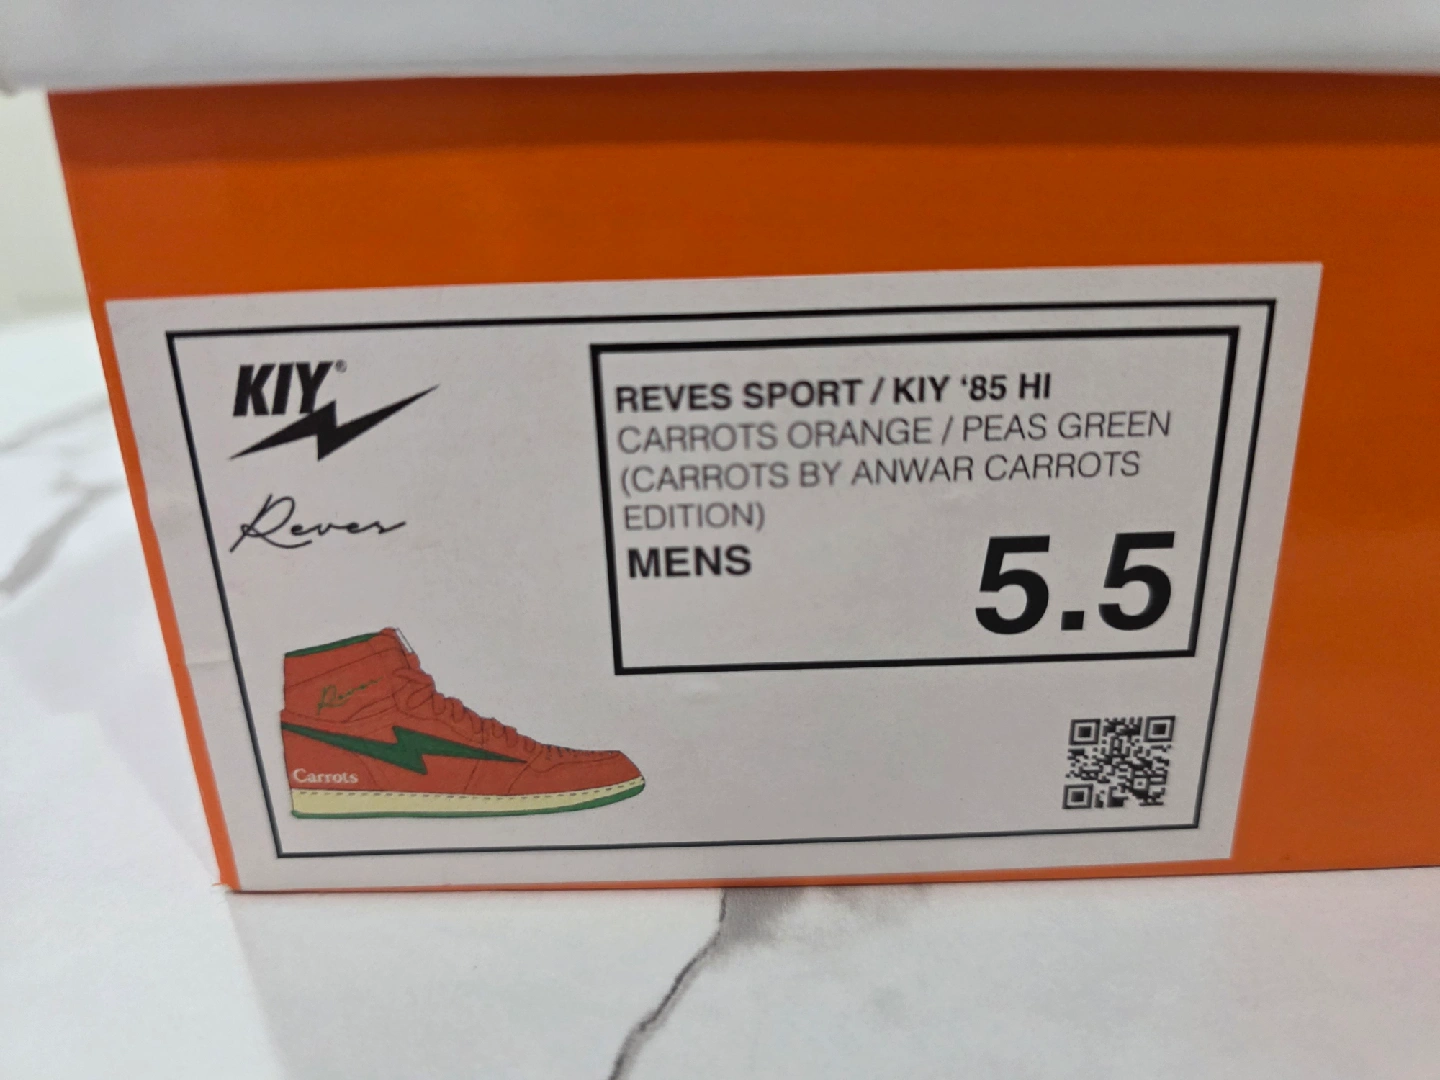 KIY®
Reves
REVES SPORT / KIY ‘85 HI
CARROTS ORANGE / PEAS GREEN
(CARROTS BY ANWAR CARROTS
EDITION)
MENS
5.5
Reves
Carrots